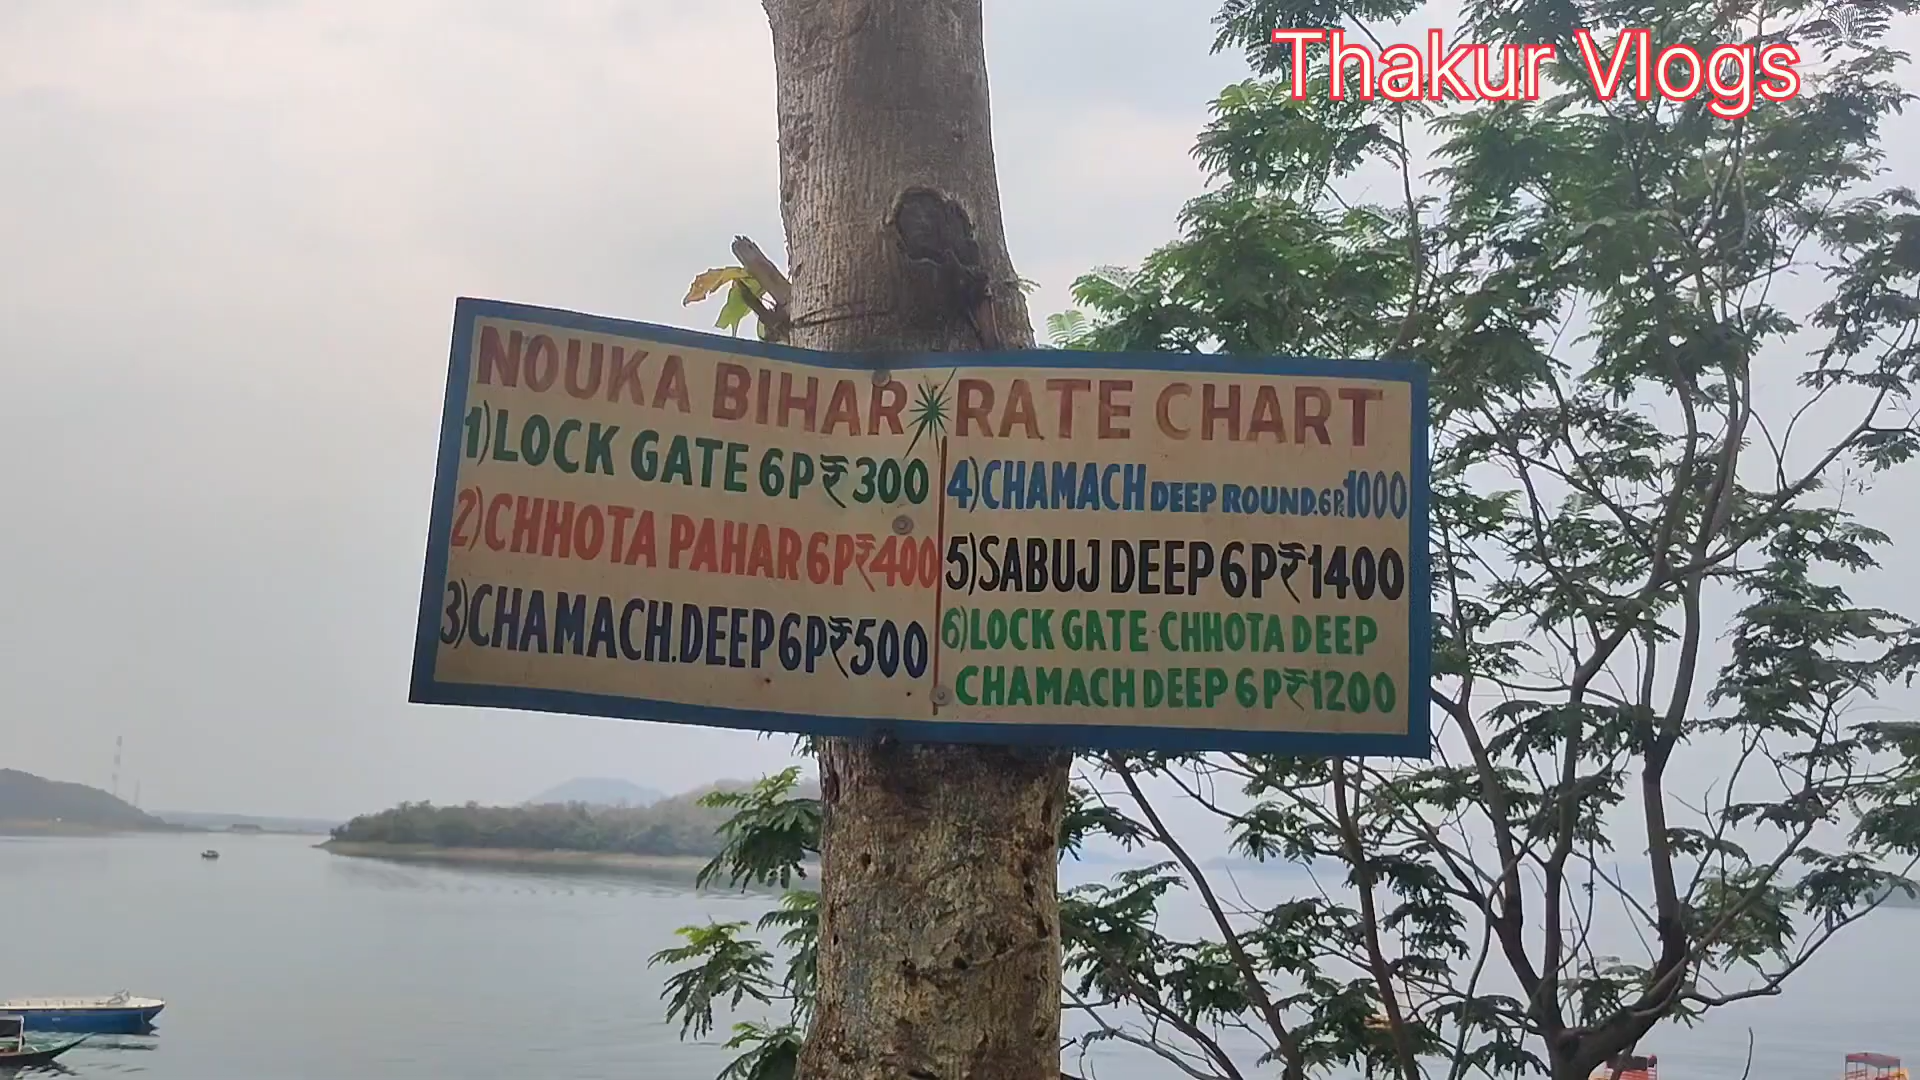 Thakur Vlogs
NOUKA BIHAR RATE CHART
1)LOCK GATE 6P₹300
2)CHHOTA PAHAR 6P₹400
3)CHAMACH.DEEP 6P₹500
4)CHAMACH DEEP ROUND.6P.1000
5)SABUJ DEEP 6P₹1400
6)LOCK GATE CHHOTA DEEP
CHAMACH DEEP 6P₹1200